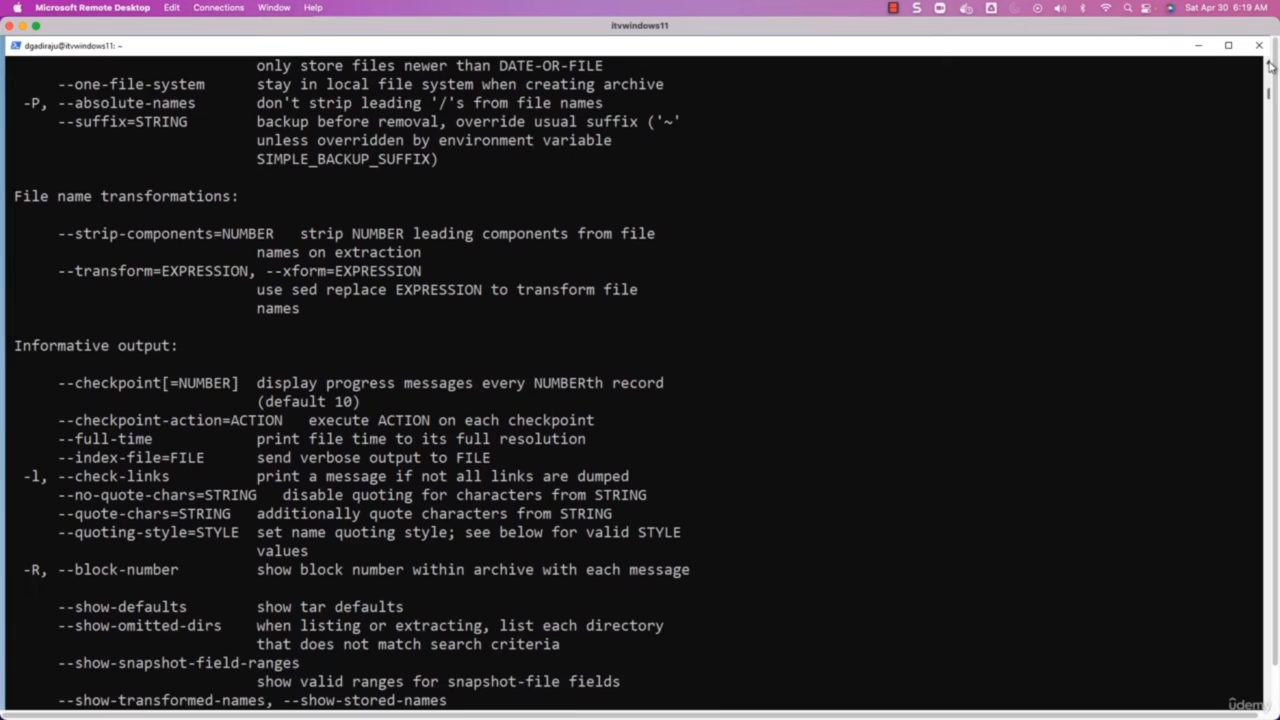 Microsoft Remote Desktop Edit Connections Window Help Sat Apr 30 6:19 AM
itvwindows11
dgadiraju@itvwindows11: ~
only store files newer than DATE-OR-FILE
--one-file-system stay in local file system when creating archive
-P, --absolute-names don't strip leading '/'s from file names
--suffix=STRING backup before removal, override usual suffix ('~'
unless overridden by environment variable
SIMPLE_BACKUP_SUFFIX)
File name transformations:
--strip-components=NUMBER strip NUMBER leading components from file
names on extraction
--transform=EXPRESSION, --xform=EXPRESSION
use sed replace EXPRESSION to transform file
names
Informative output:
--checkpoint[=NUMBER] display progress messages every NUMBERth record
(default 10)
--checkpoint-action=ACTION execute ACTION on each checkpoint
--full-time print file time to its full resolution
--index-file=FILE send verbose output to FILE
-l, --check-links print a message if not all links are dumped
--no-quote-chars=STRING disable quoting for characters from STRING
--quote-chars=STRING additionally quote characters from STRING
--quoting-style=STYLE set name quoting style; see below for valid STYLE
values
-R, --block-number show block number within archive with each message
--show-defaults show tar defaults
--show-omitted-dirs when listing or extracting, list each directory
that does not match search criteria
--show-snapshot-field-ranges
show valid ranges for snapshot-file fields
--show-transformed-names, --show-stored-names
ûdemy